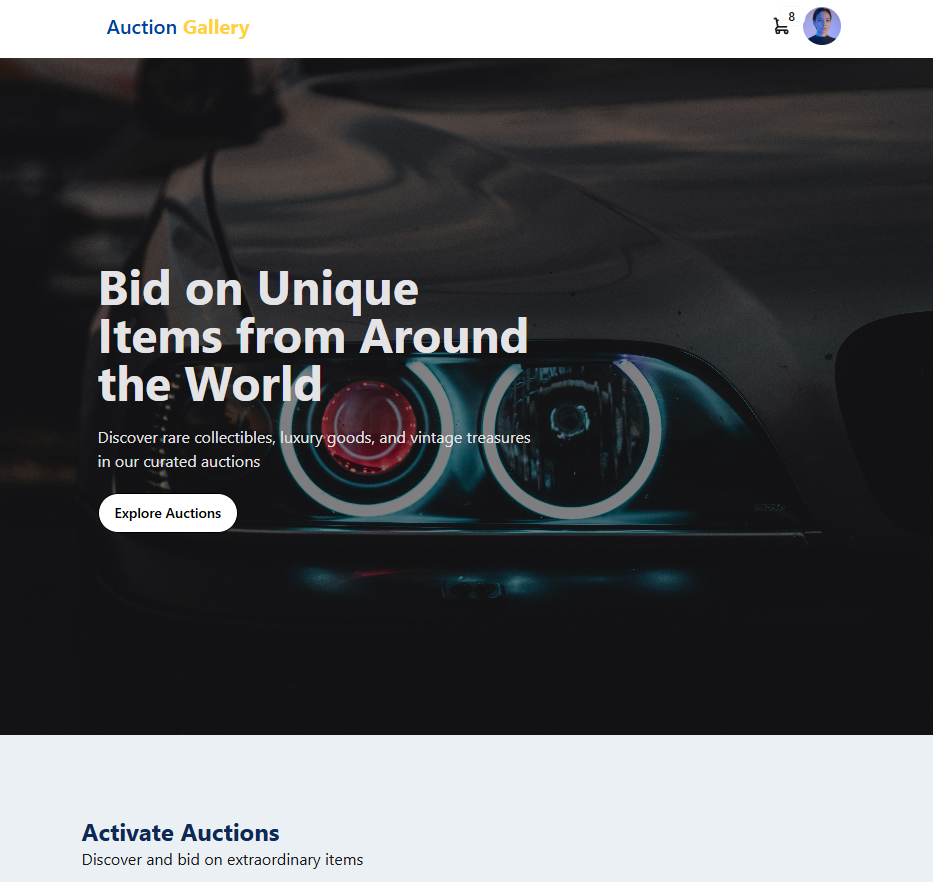 Auction Gallery
8
Bid on Unique
Items from Around
the World
Discover rare collectibles, luxury goods, and vintage treasures
in our curated auctions
Explore Auctions
Activate Auctions
Discover and bid on extraordinary items